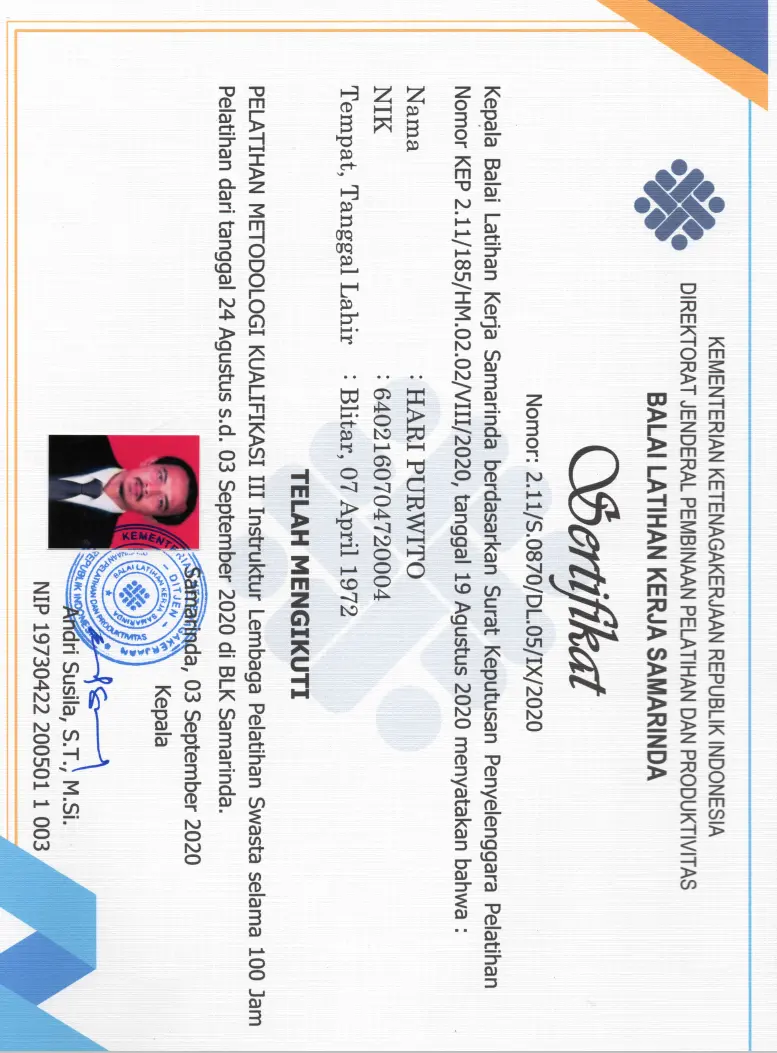 KEMENTERIAN KETENAGAKERJAAN REPUBLIK INDONESIA
DIREKTORAT JENDERAL PEMBINAAN PELATIHAN DAN PRODUKTIVITAS
BALAI LATIHAN KERJA SAMARINDA
Sertifikat
Nomor: 2.11/S.0870/DL.05/IX/2020
Kepala Balai Latihan Kerja Samarinda berdasarkan Surat Keputusan Penyelenggara Pelatihan
Nomor KEP 2.11/185/HM.02.02/VIII/2020, tanggal 19 Agustus 2020 menyatakan bahwa :
Nama : HARI PURWITO
NIK : 6402160704720004
Tempat, Tanggal Lahir : Blitar, 07 April 1972
TELAH MENGIKUTI
PELATIHAN METODOLOGI KUALIFIKASI III Instruktur Lembaga Pelatihan Swasta selama 100 Jam
Pelatihan dari tanggal 24 Agustus s.d. 03 September 2020 di BLK Samarinda.
Samarinda, 03 September 2020
Kepala
KEMENTERIAN KETENAGAKERJAAN
REPUBLIK INDONESIA
BALAI LATIHAN KERJA
SAMARINDA
Andri Susila, S.T., M.Si.
NIP 19730422 200501 1 003